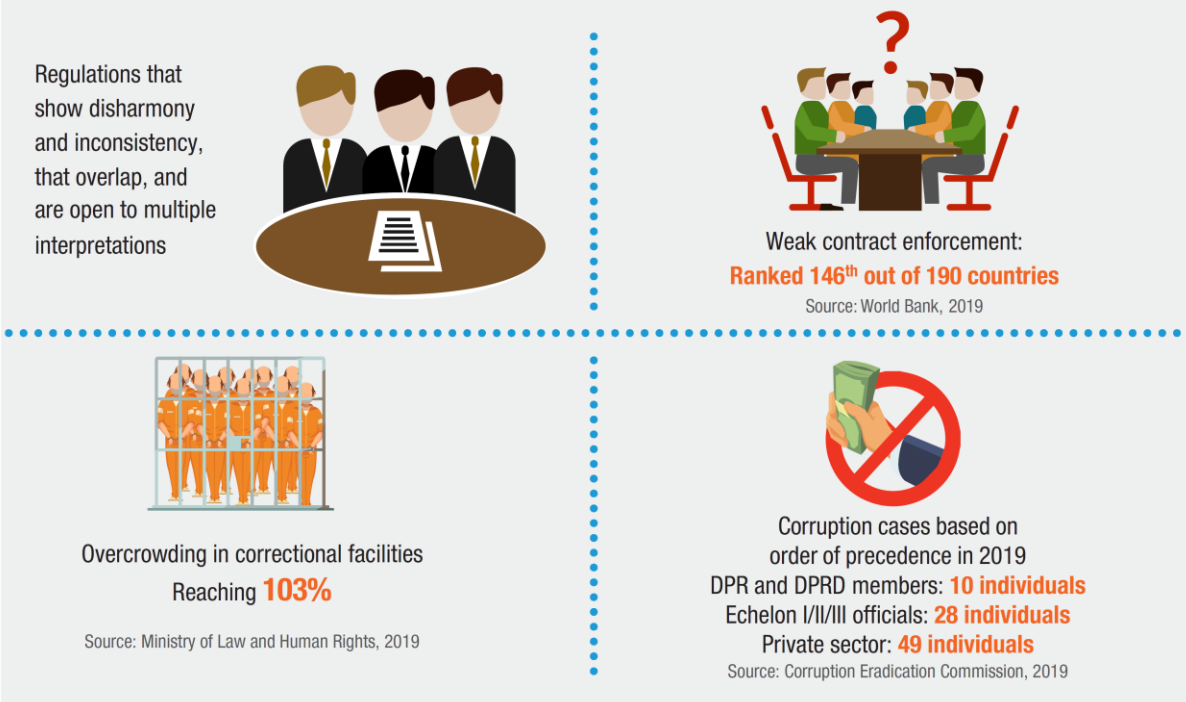 Regulations that
show disharmony
and inconsistency,
that overlap, and
are open to multiple
interpretations
?
Weak contract enforcement:
Ranked 146th out of 190 countries
Source: World Bank, 2019
Overcrowding in correctional facilities
Reaching 103%
Source: Ministry of Law and Human Rights, 2019
Corruption cases based on
order of precedence in 2019
DPR and DPRD members: 10 individuals
Echelon I/II/III officials: 28 individuals
Private sector: 49 individuals
Source: Corruption Eradication Commission, 2019